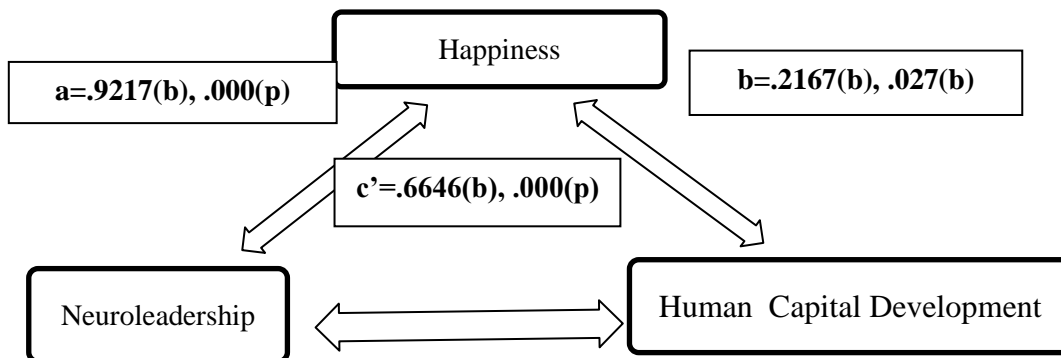 Happiness
a=.9217(b), .000(p)
b=.2167(b), .027(b)
c’=.6646(b), .000(p)
Neuroleadership
Human Capital Development